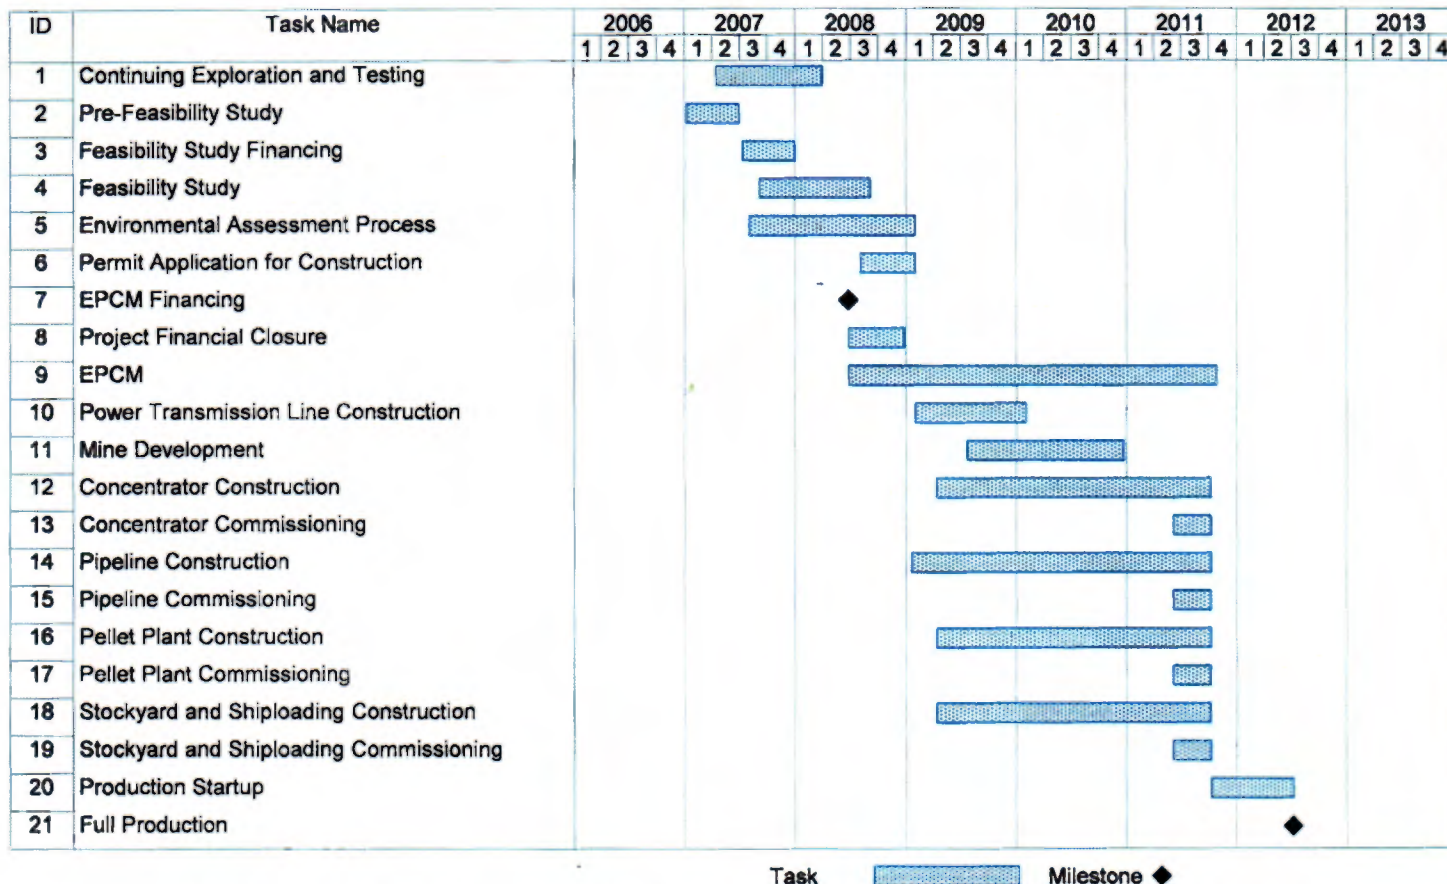 ID Task Name 2006 2007 2008 2009 2010 2011 2012 2013
1 2 3 4 1 2 3 4 1 2 3 4 1 2 3 4 1 2 3 4 1 2 3 4 1 2 3 4 1 2 3 4
1 Continuing Exploration and Testing
2 Pre-Feasibility Study
3 Feasibility Study Financing
4 Feasibility Study
5 Environmental Assessment Process
6 Permit Application for Construction
7 EPCM Financing
8 Project Financial Closure
9 EPCM
10 Power Transmission Line Construction
11 Mine Development
12 Concentrator Construction
13 Concentrator Commissioning
14 Pipeline Construction
15 Pipeline Commissioning
16 Pellet Plant Construction
17 Pellet Plant Commissioning
18 Stockyard and Shiploading Construction
19 Stockyard and Shiploading Commissioning
20 Production Startup
21 Full Production
Task Milestone